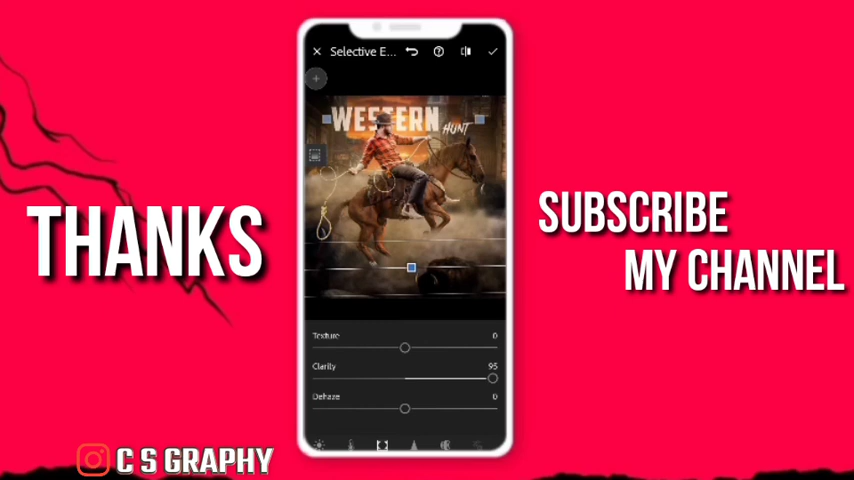 Selective E...
WESTERN
HUNT
THANKS
SUBSCRIBE
MY CHANNEL
Texture 0
Clarity 95
Dehaze 0
C S GRAPHY